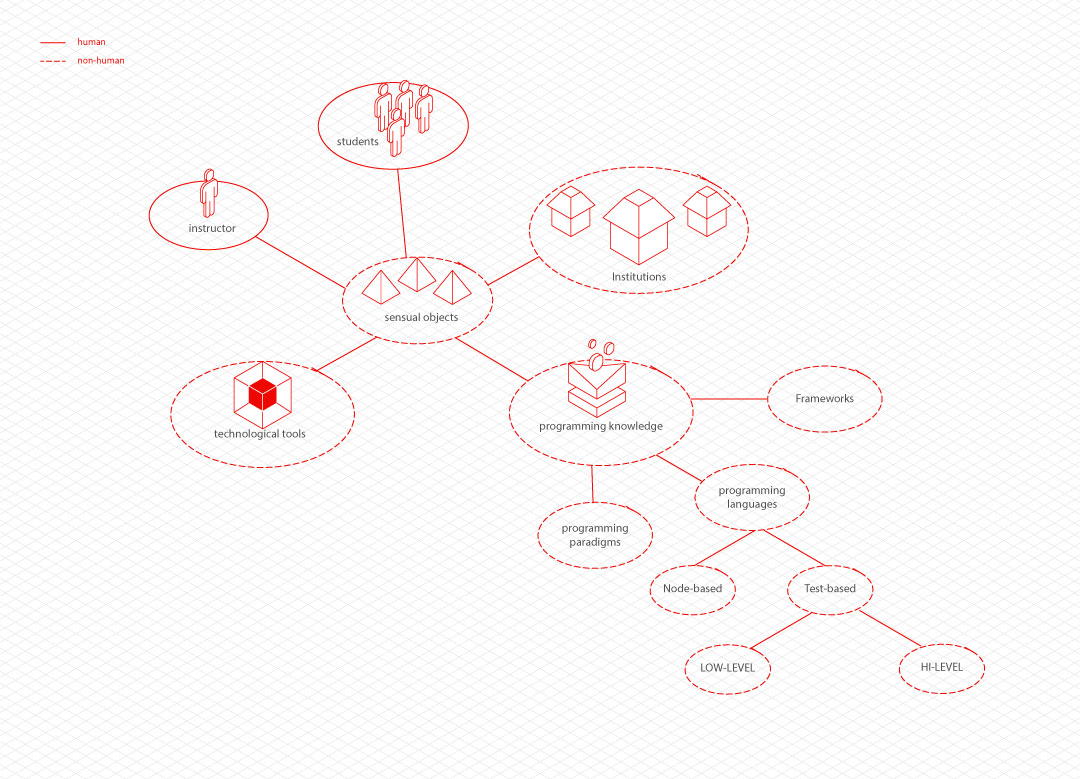 human
non-human
students
instructor
Institutions
sensual objects
technological tools
programming knowledge
Frameworks
programming
languages
programming
paradigms
Node-based
Test-based
LOW-LEVEL
HI-LEVEL